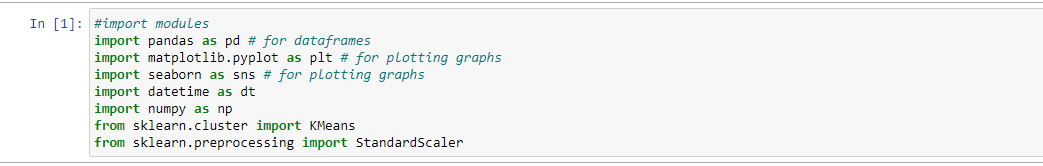 In [1]: #import modules
import pandas as pd # for dataframes
import matplotlib.pyplot as plt # for plotting graphs
import seaborn as sns # for plotting graphs
import datetime as dt
import numpy as np
from sklearn.cluster import KMeans
from sklearn.preprocessing import StandardScaler